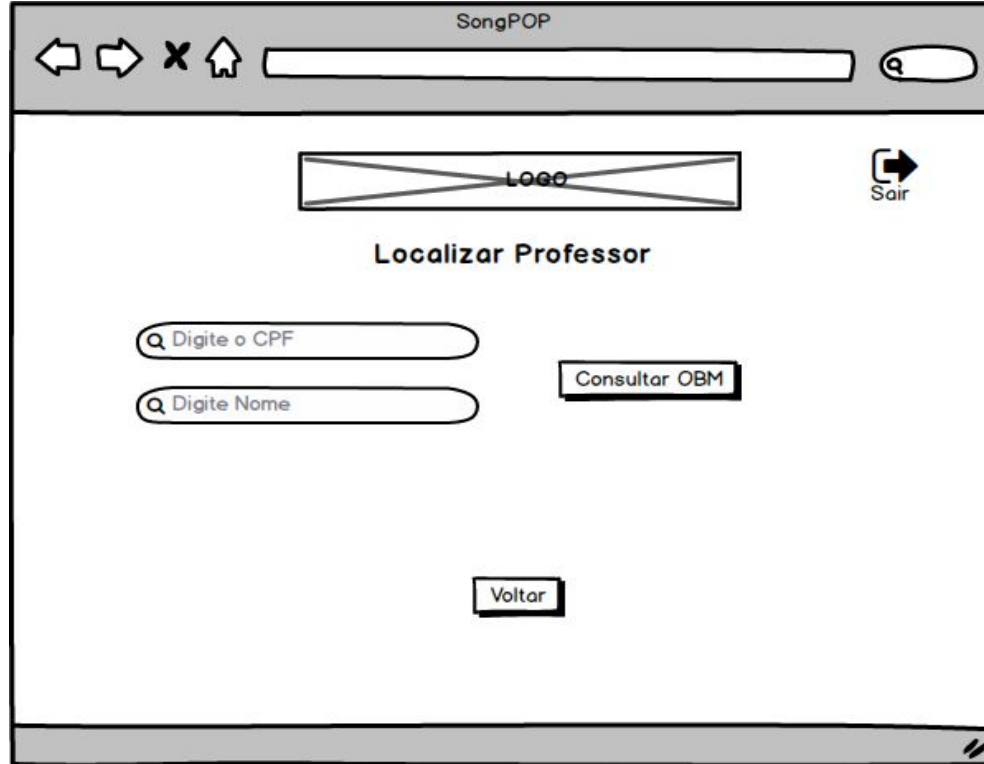 SongPOP
LOGO
Sair
Localizar Professor
Digite o CPF
Consultar OBM
Digite Nome
Voltar